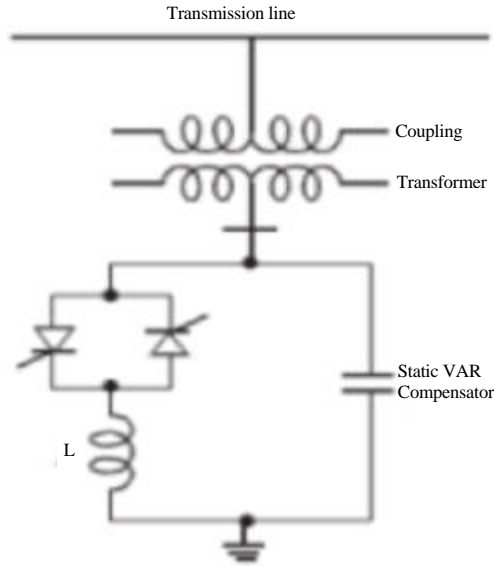 Transmission line
Coupling
Transformer
Static VAR
Compensator
L